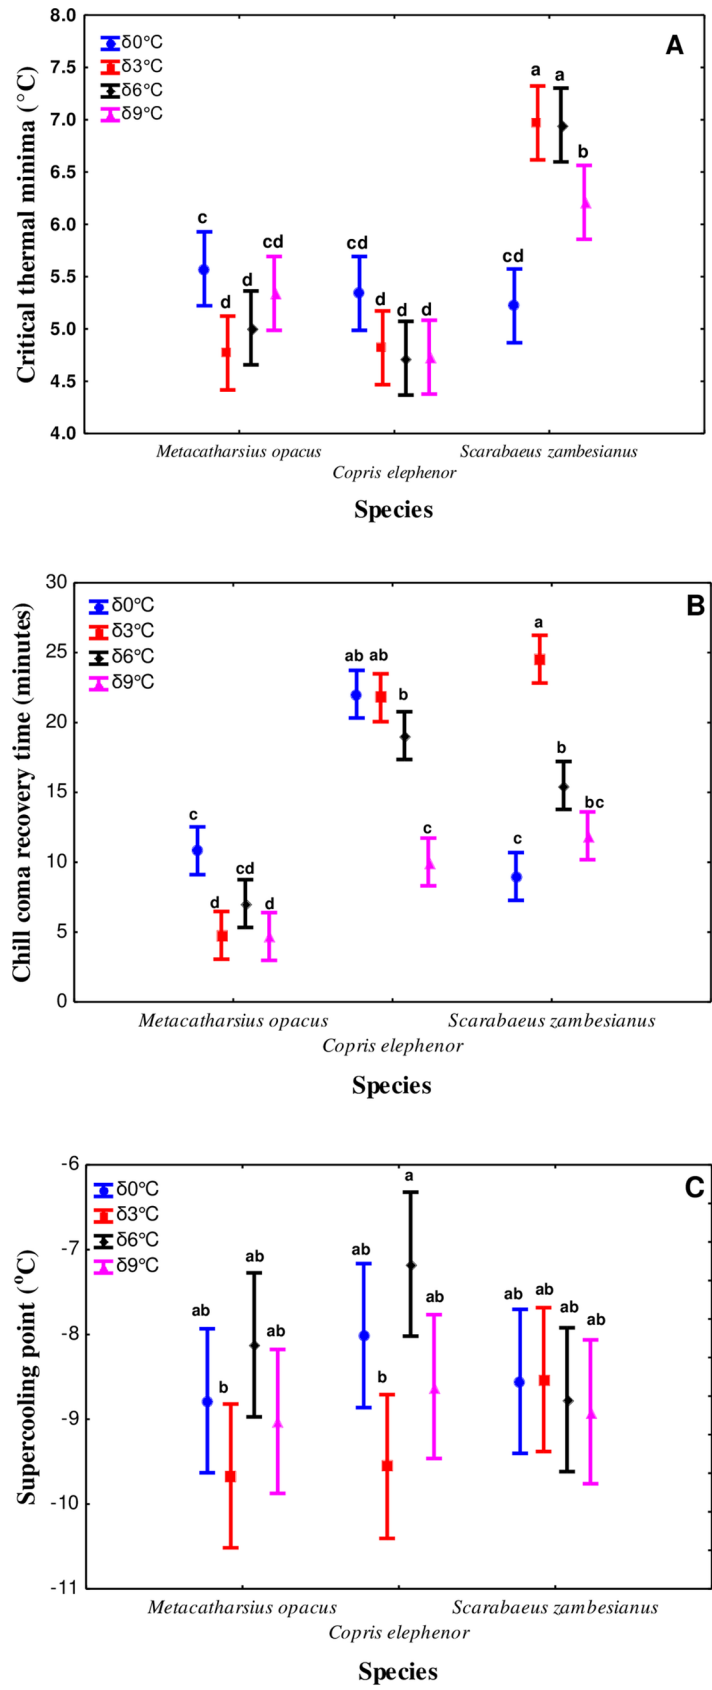 8.0
A
δ0°C
7.5
δ3°C
a a
δ6°C
δ9°C
7.0
b
6.5
c
cd
cd
cd
6.0
d
d
d
d
d
5.5
5.0
4.5
4.0
Critical thermal minima (°C)
Metacatharsius opacus
Scarabaeus zambesianus
Copris elephenor
Species
30
B
δ0°C
δ3°C
a
δ6°C
25
ab ab
δ9°C
b
20
b
15
c
c
c
bc
10
cd
d
d
5
0
Chill coma recovery time (minutes)
Metacatharsius opacus
Scarabaeus zambesianus
Copris elephenor
Species
-6
C
δ0°C
a
δ3°C
δ6°C
-7
ab
ab
δ9°C
ab
ab
ab
ab
ab
ab
ab
-8
b
b
-9
-10
-11
Supercooling point (°C)
Metacatharsius opacus
Scarabaeus zambesianus
Copris elephenor
Species